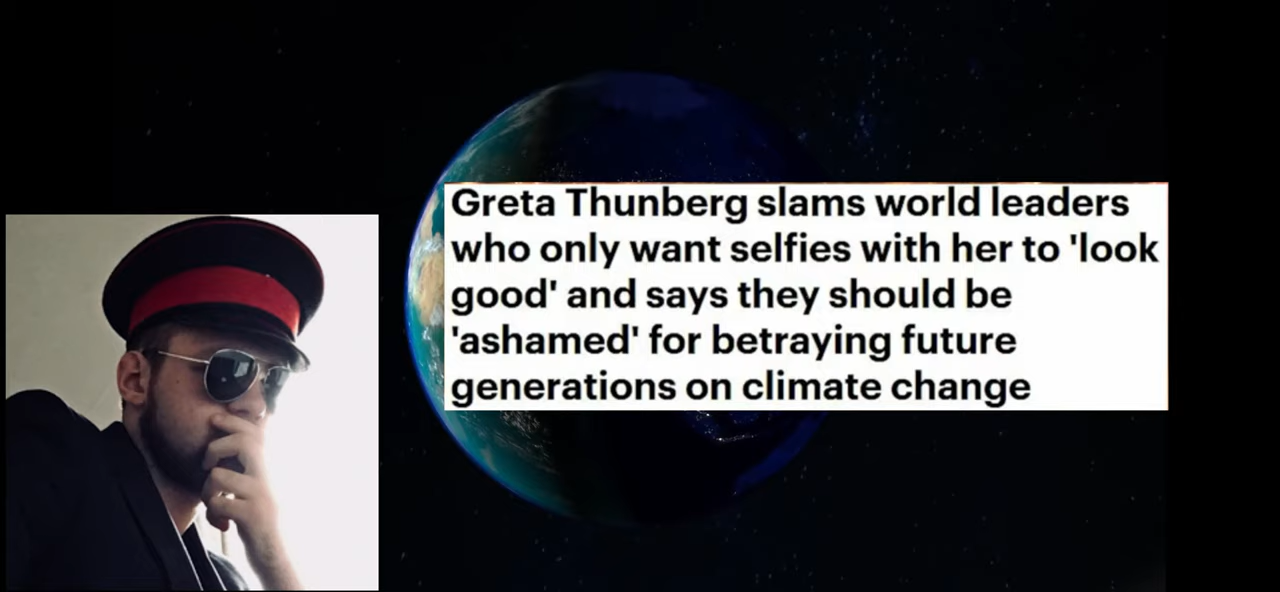 Greta Thunberg slams world leaders
who only want selfies with her to 'look
good' and says they should be
'ashamed' for betraying future
generations on climate change